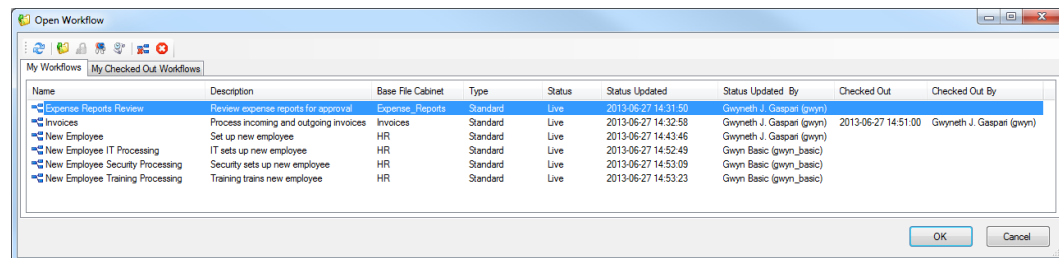 Open Workflow
My Workflows My Checked Out Workflows
Name Description Base File Cabinet Type Status Status Updated Status Updated By Checked Out Checked Out By
Expense Reports Review Review expense reports for approval Expense_Reports Standard Live 2013-06-27 14:31:50 Gwyneth J. Gaspari (gwyn)
Invoices Process incoming and outgoing invoices Invoices Standard Live 2013-06-27 14:32:58 Gwyneth J. Gaspari (gwyn) 2013-06-27 14:51:00 Gwyneth J. Gaspari (gwyn)
New Employee Set up new employee HR Standard Live 2013-06-27 14:43:46 Gwyneth J. Gaspari (gwyn)
New Employee IT Processing IT sets up new employee HR Standard Live 2013-06-27 14:52:49 Gwyn Basic (gwyn_basic)
New Employee Security Processing Security sets up new employee HR Standard Live 2013-06-27 14:53:09 Gwyn Basic (gwyn_basic)
New Employee Training Processing Training trains new employee HR Standard Live 2013-06-27 14:53:23 Gwyn Basic (gwyn_basic)
OK Cancel